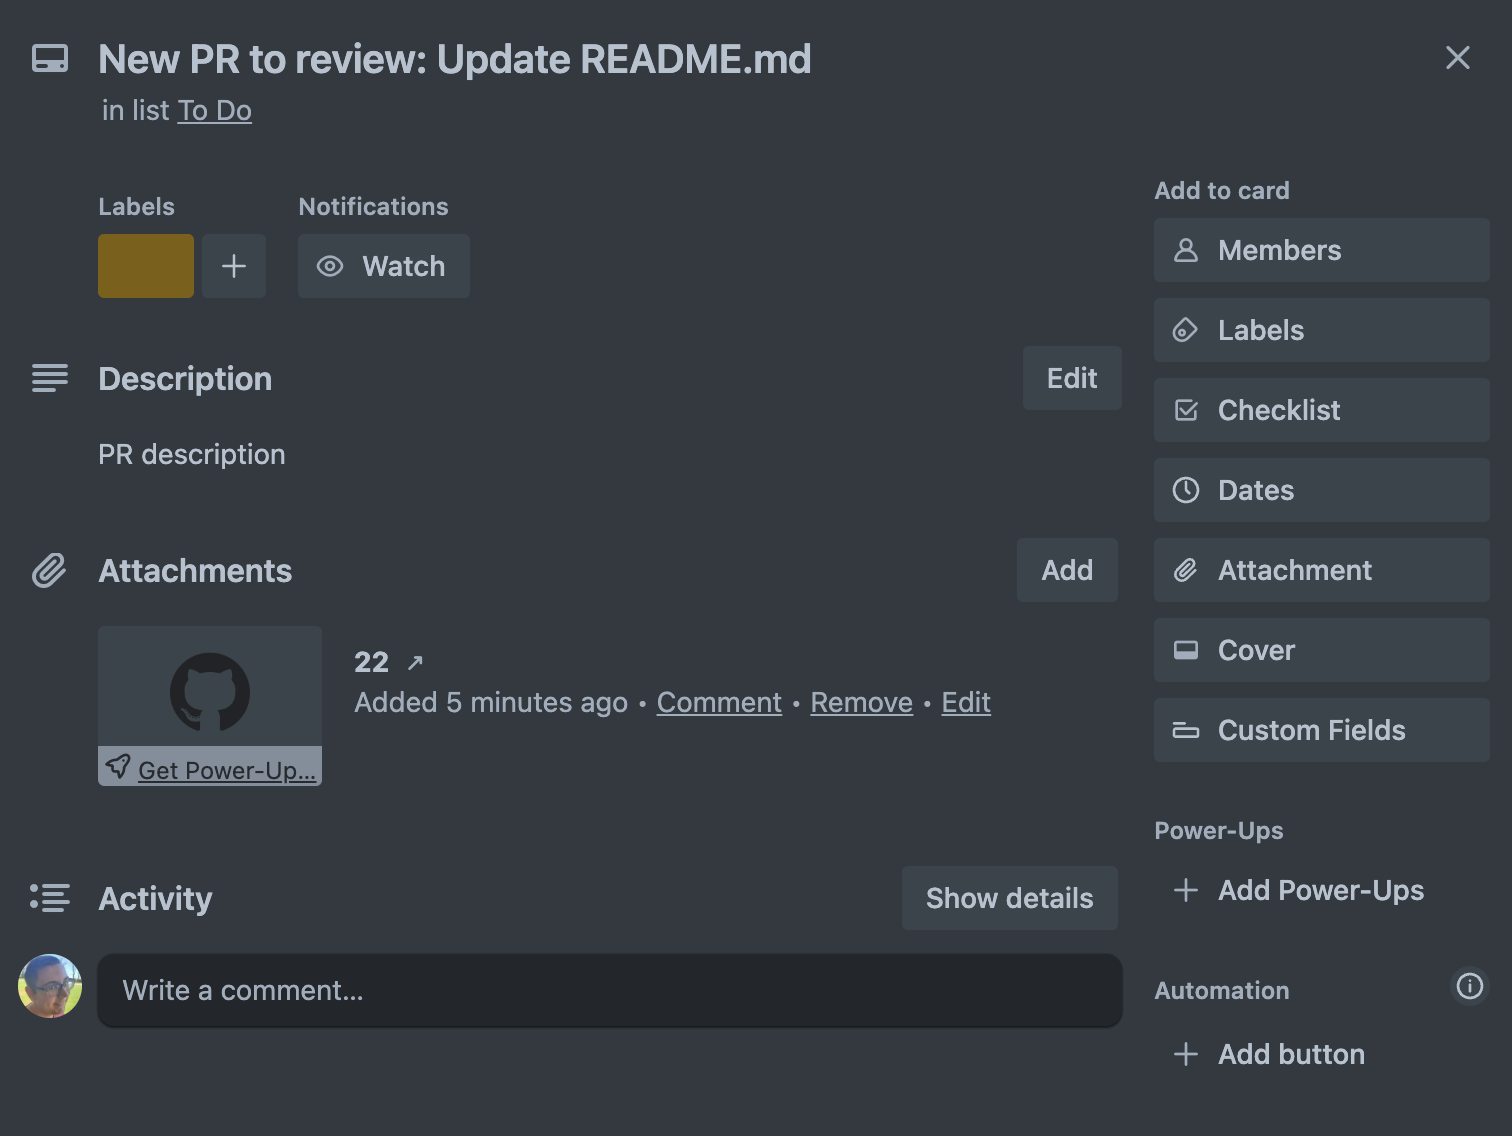 New PR to review: Update README.md
in list To Do
Labels
Notifications
Watch
Description
Edit
PR description
Attachments
Add
22 ↗
Added 5 minutes ago • Comment • Remove • Edit
Get Power-Up...
Activity
Show details
Write a comment...
Add to card
Members
Labels
Checklist
Dates
Attachment
Cover
Custom Fields
Power-Ups
Add Power-Ups
Automation
Add button